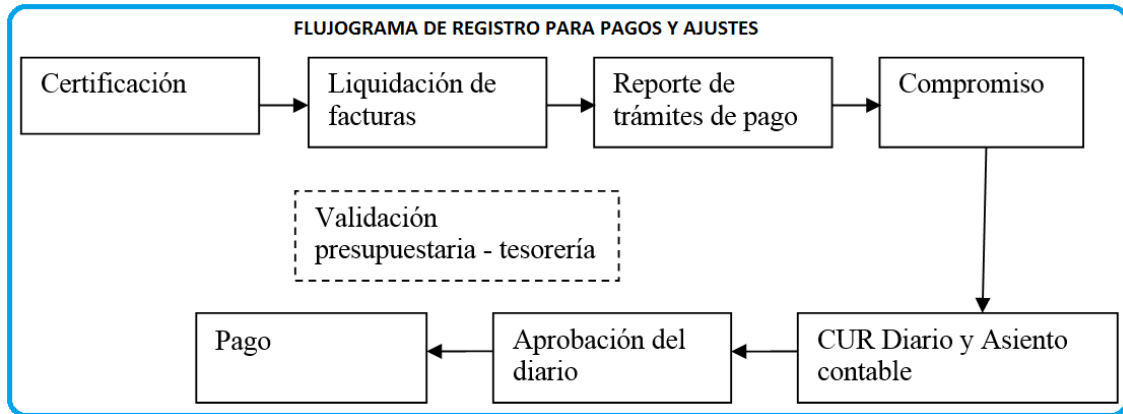 FLUJOGRAMA DE REGISTRO PARA PAGOS Y AJUSTES
Certificación
Liquidación de
facturas
Reporte de
trámites de pago
Compromiso
Validación
presupuestaria - tesorería
Pago
Aprobación del
diario
CUR Diario y Asiento
contable